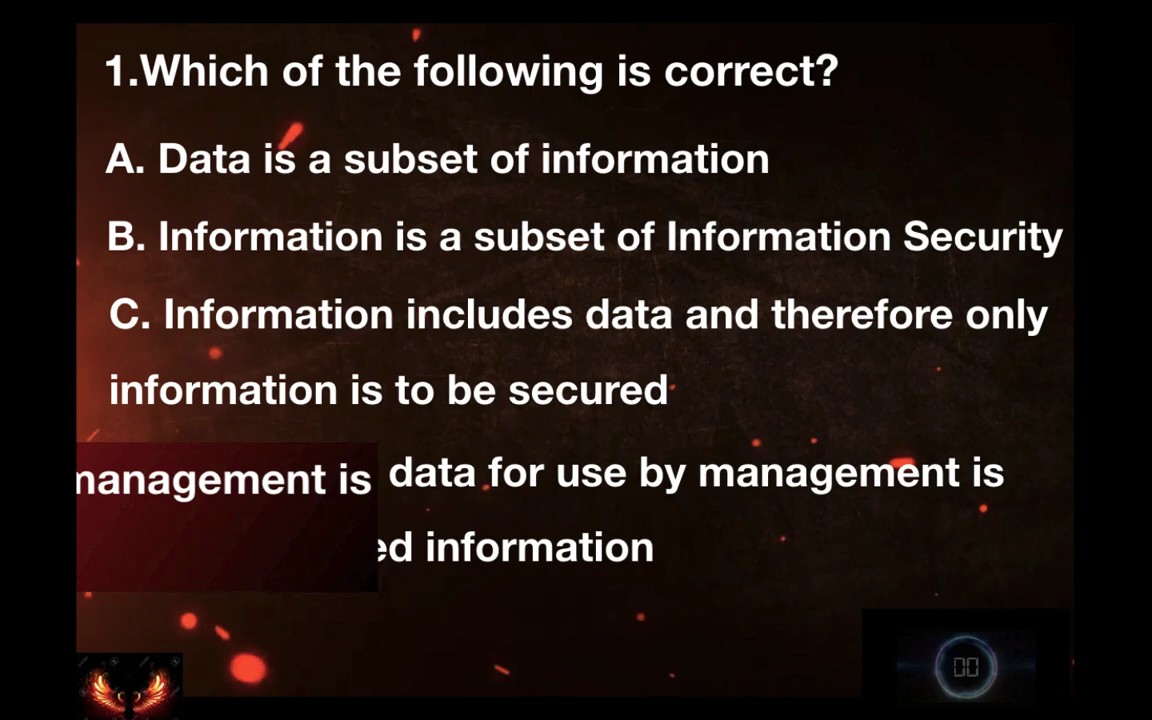 1.Which of the following is correct?
A. Data is a subset of information
B. Information is a subset of Information Security
C. Information includes data and therefore only
information is to be secured
management is data for use by management is
ed information
00